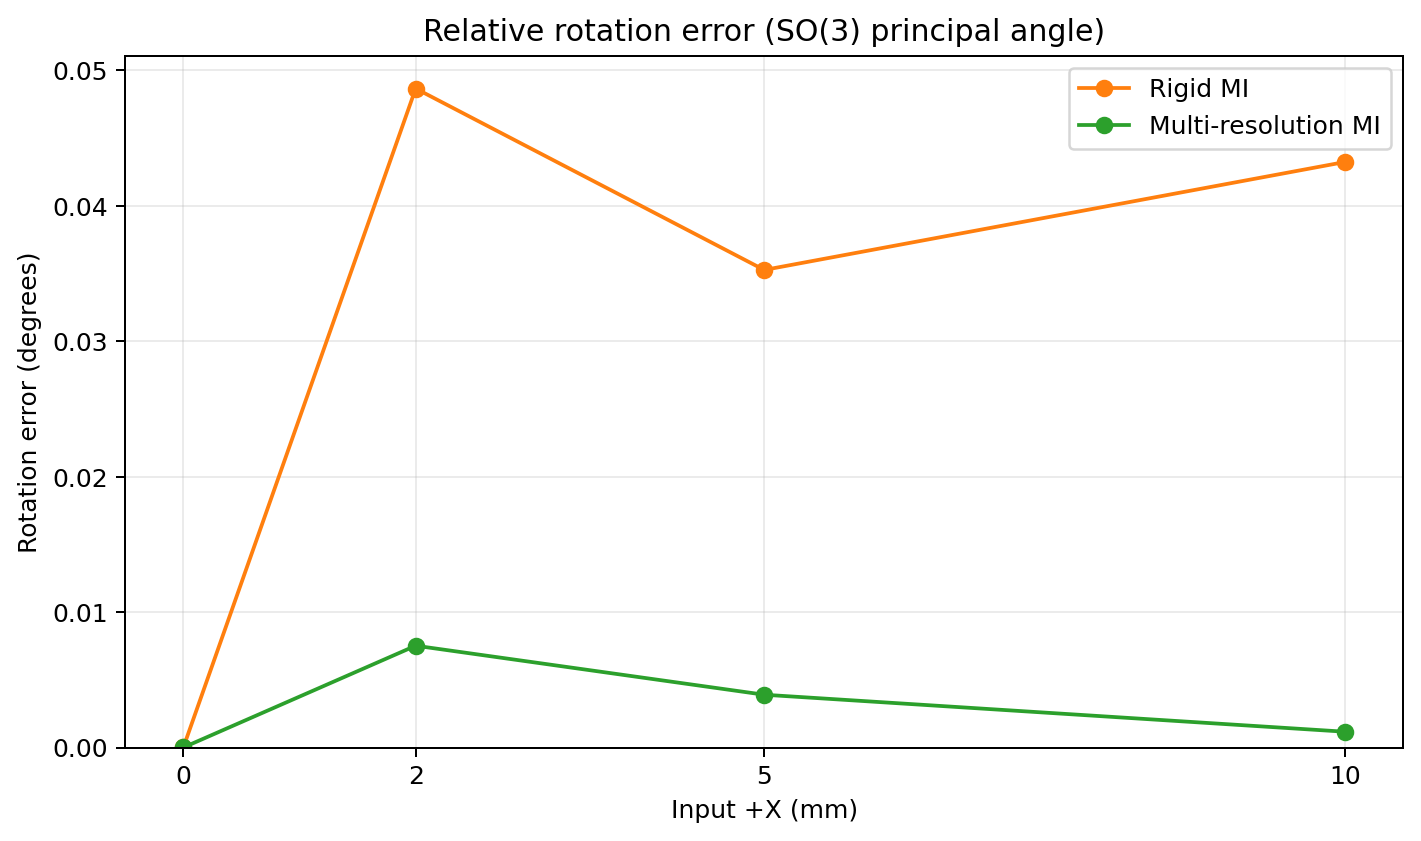 Relative rotation error (SO(3) principal angle)
Rigid MI
Multi-resolution MI
Rotation error (degrees)
0.05
0.04
0.03
0.02
0.01
0.00
0 2 5 10
Input +X (mm)